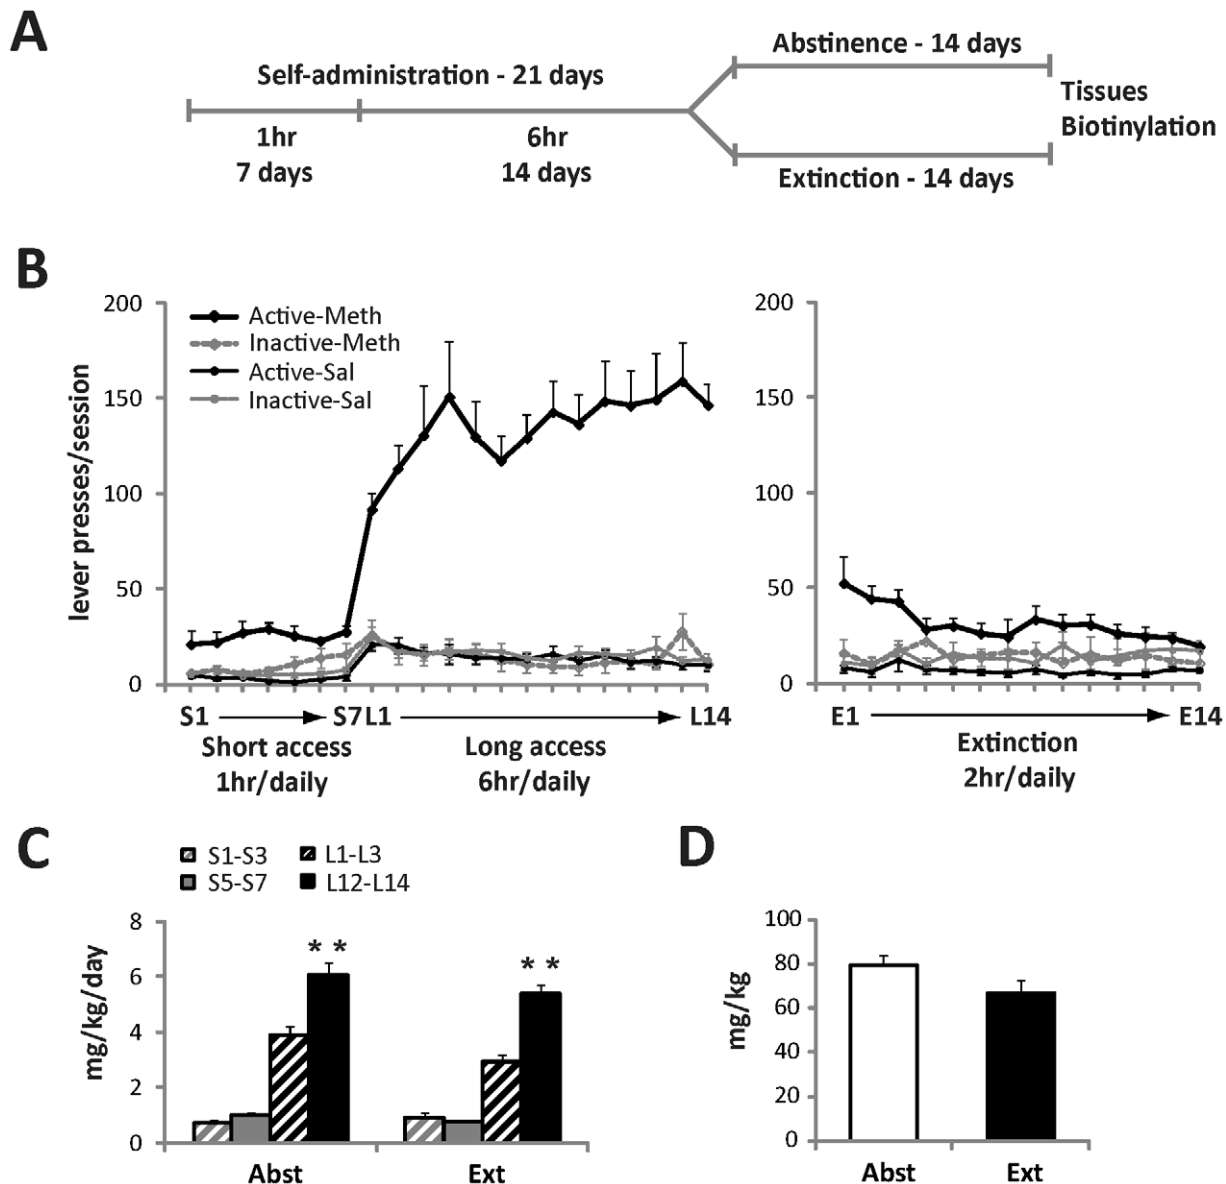 A
Self-administration - 21 days
Abstinence - 14 days
1hr
7 days
6hr
14 days
Extinction - 14 days
Tissues
Biotinylation
B
lever presses/session
200
150
100
50
0
Active-Meth
Inactive-Meth
Active-Sal
Inactive-Sal
S1
S7
L1
L14
Short access
1hr/daily
Long access
6hr/daily
200
150
100
50
0
E1
E14
Extinction
2hr/daily
C
S1-S3
L1-L3
S5-S7
L12-L14
mg/kg/day
8
6
4
2
0
* *
* *
Abst
Ext
D
mg/kg
100
80
60
40
20
0
Abst
Ext